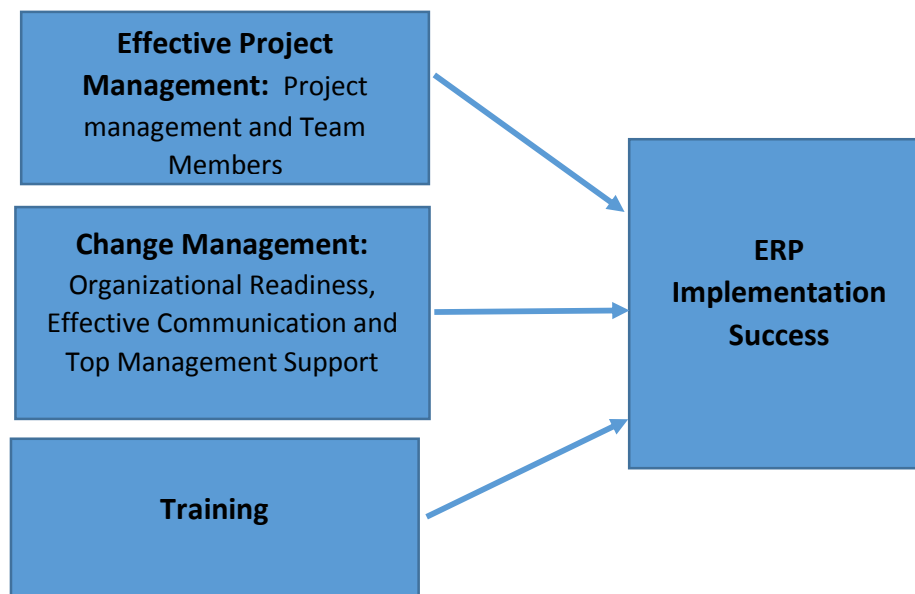 Effective Project
Management: Project
management and Team
Members
Change Management:
Organizational Readiness,
Effective Communication and
Top Management Support
Training
ERP
Implementation
Success